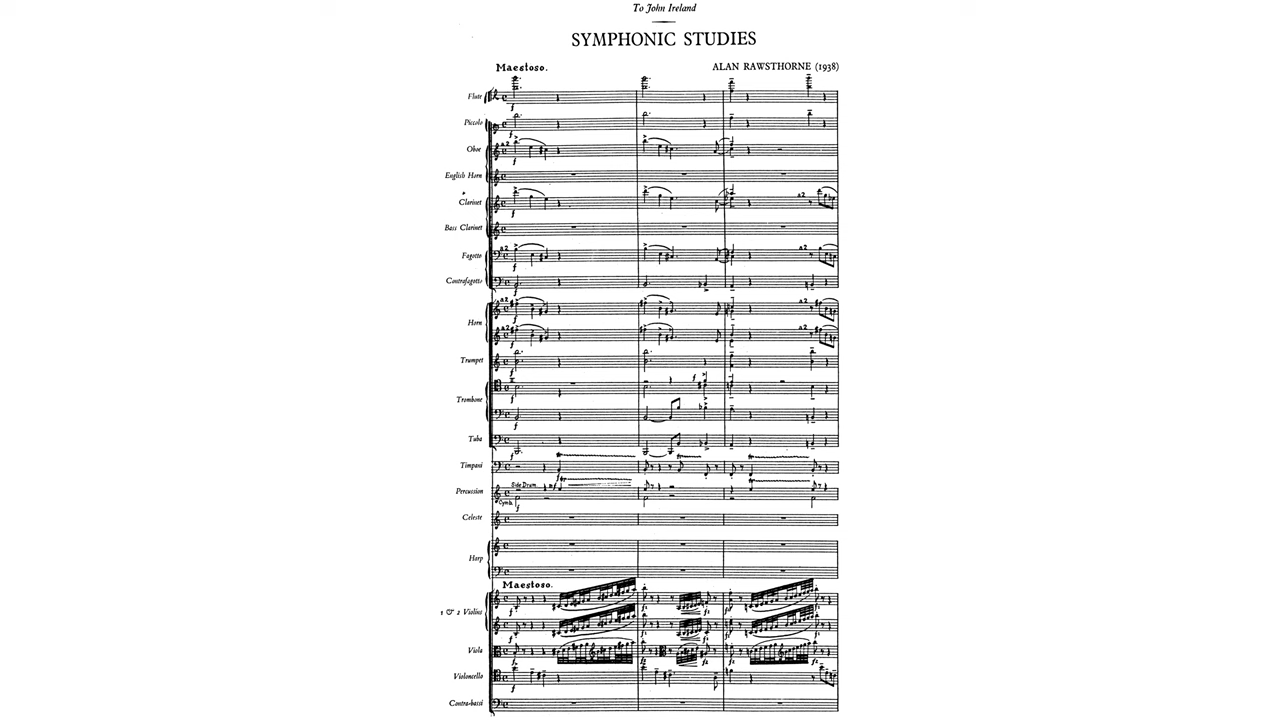 To John Ireland
SYMPHONIC STUDIES
Maestoso.
ALAN RAWSTHORNE (1938)
Flute
Piccolo
Oboe
English Horn
Clarinet
Bass Clarinet
Fagotto
Contrafagotto
Horn
Trumpet
Trombone
Tuba
Timpani
Side Drum
Percussion
Cymb.
Celeste
Harp
Maestoso.
1 & 2 Violins
Viola
Violoncello
Contra-bassi